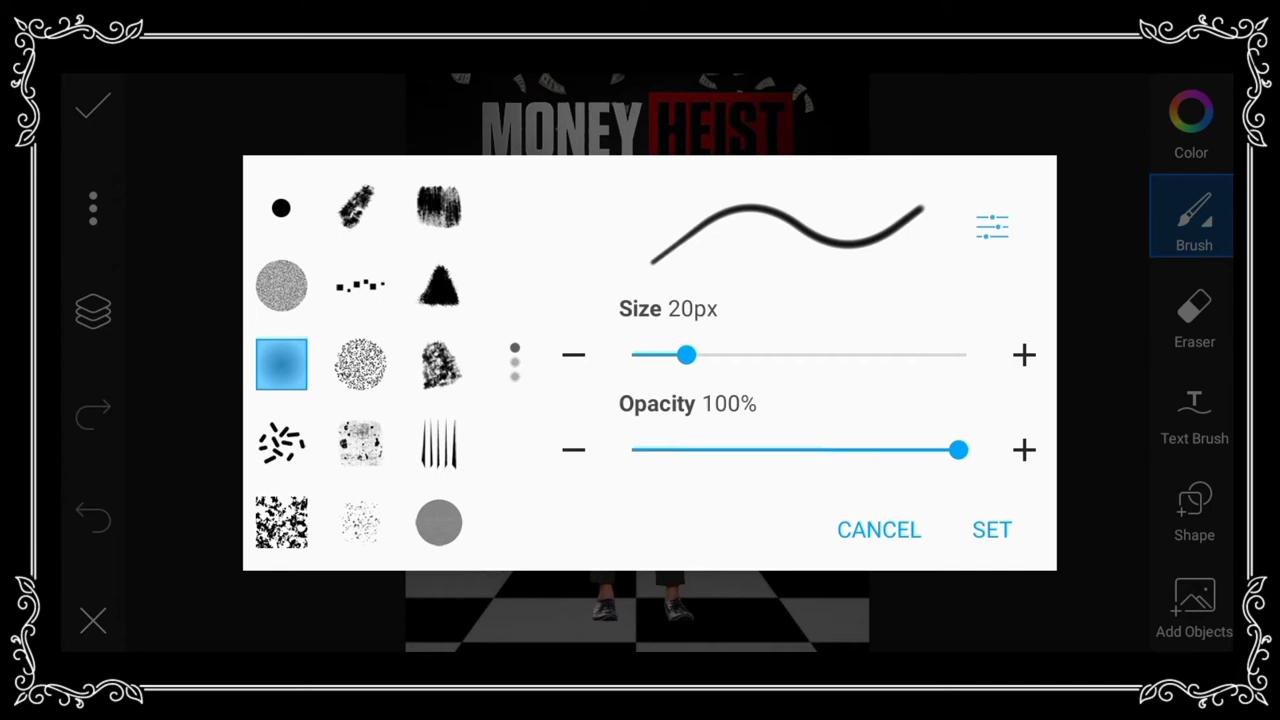 MONEY HEIST
Color
Brush
Size 20px
Eraser
Opacity 100%
Text Brush
CANCEL SET
Shape
Add Objects